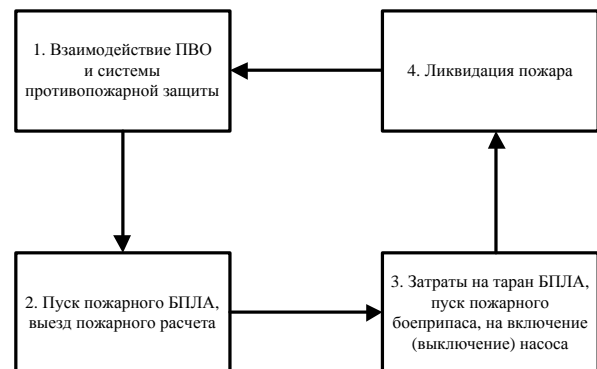 1. Взаимодействие ПВО
и системы
противопожарной защиты
4. Ликвидация пожара
2. Пуск пожарного БПЛА,
выезд пожарного расчета
3. Затраты на таран БПЛА,
пуск пожарного
боеприпаса, на включение
(выключение) насоса